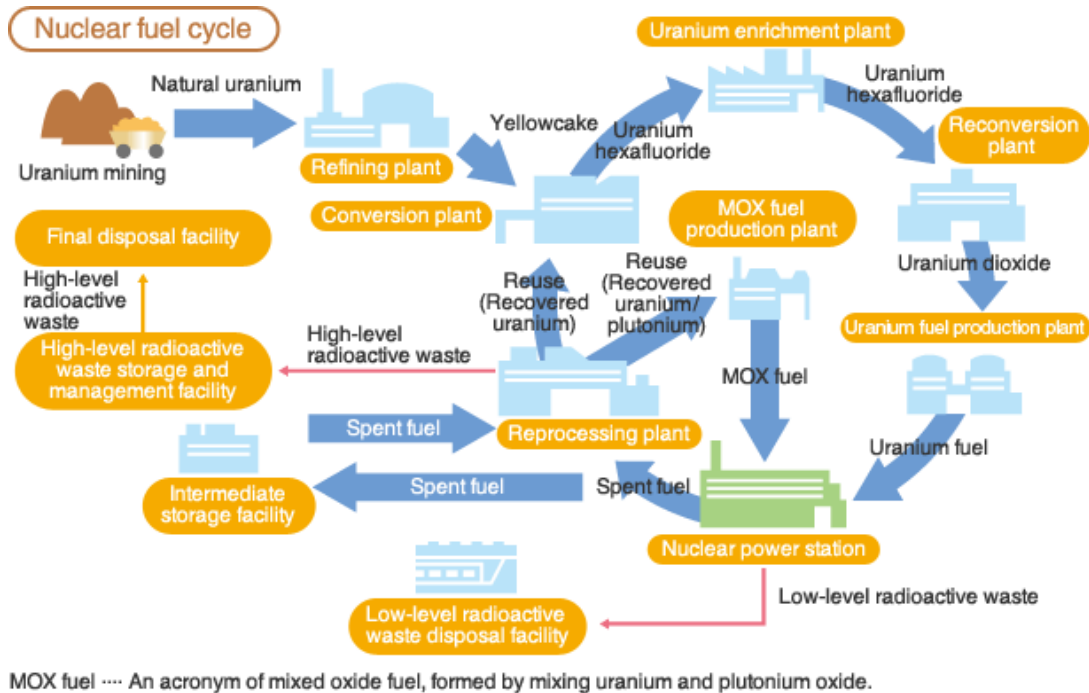 Nuclear fuel cycle
Uranium enrichment plant
Natural uranium
Uranium
hexafluoride
Yellowcake
Uranium
hexafluoride
Reconversion
plant
Uranium mining
Refining plant
Conversion plant
MOX fuel
production plant
Final disposal facility
Uranium dioxide
High-level
radioactive
waste
Reuse
(Recovered
uranium)
Reuse
(Recovered
uranium/
plutonium)
Uranium fuel production plant
High-level
radioactive waste
High-level radioactive
waste storage and
management facility
MOX fuel
Spent fuel
Reprocessing plant
Uranium fuel
Spent fuel
Spent fuel
Intermediate
storage facility
Nuclear power station
Low-level radioactive waste
Low-level radioactive
waste disposal facility
MOX fuel ···· An acronym of mixed oxide fuel, formed by mixing uranium and plutonium oxide.